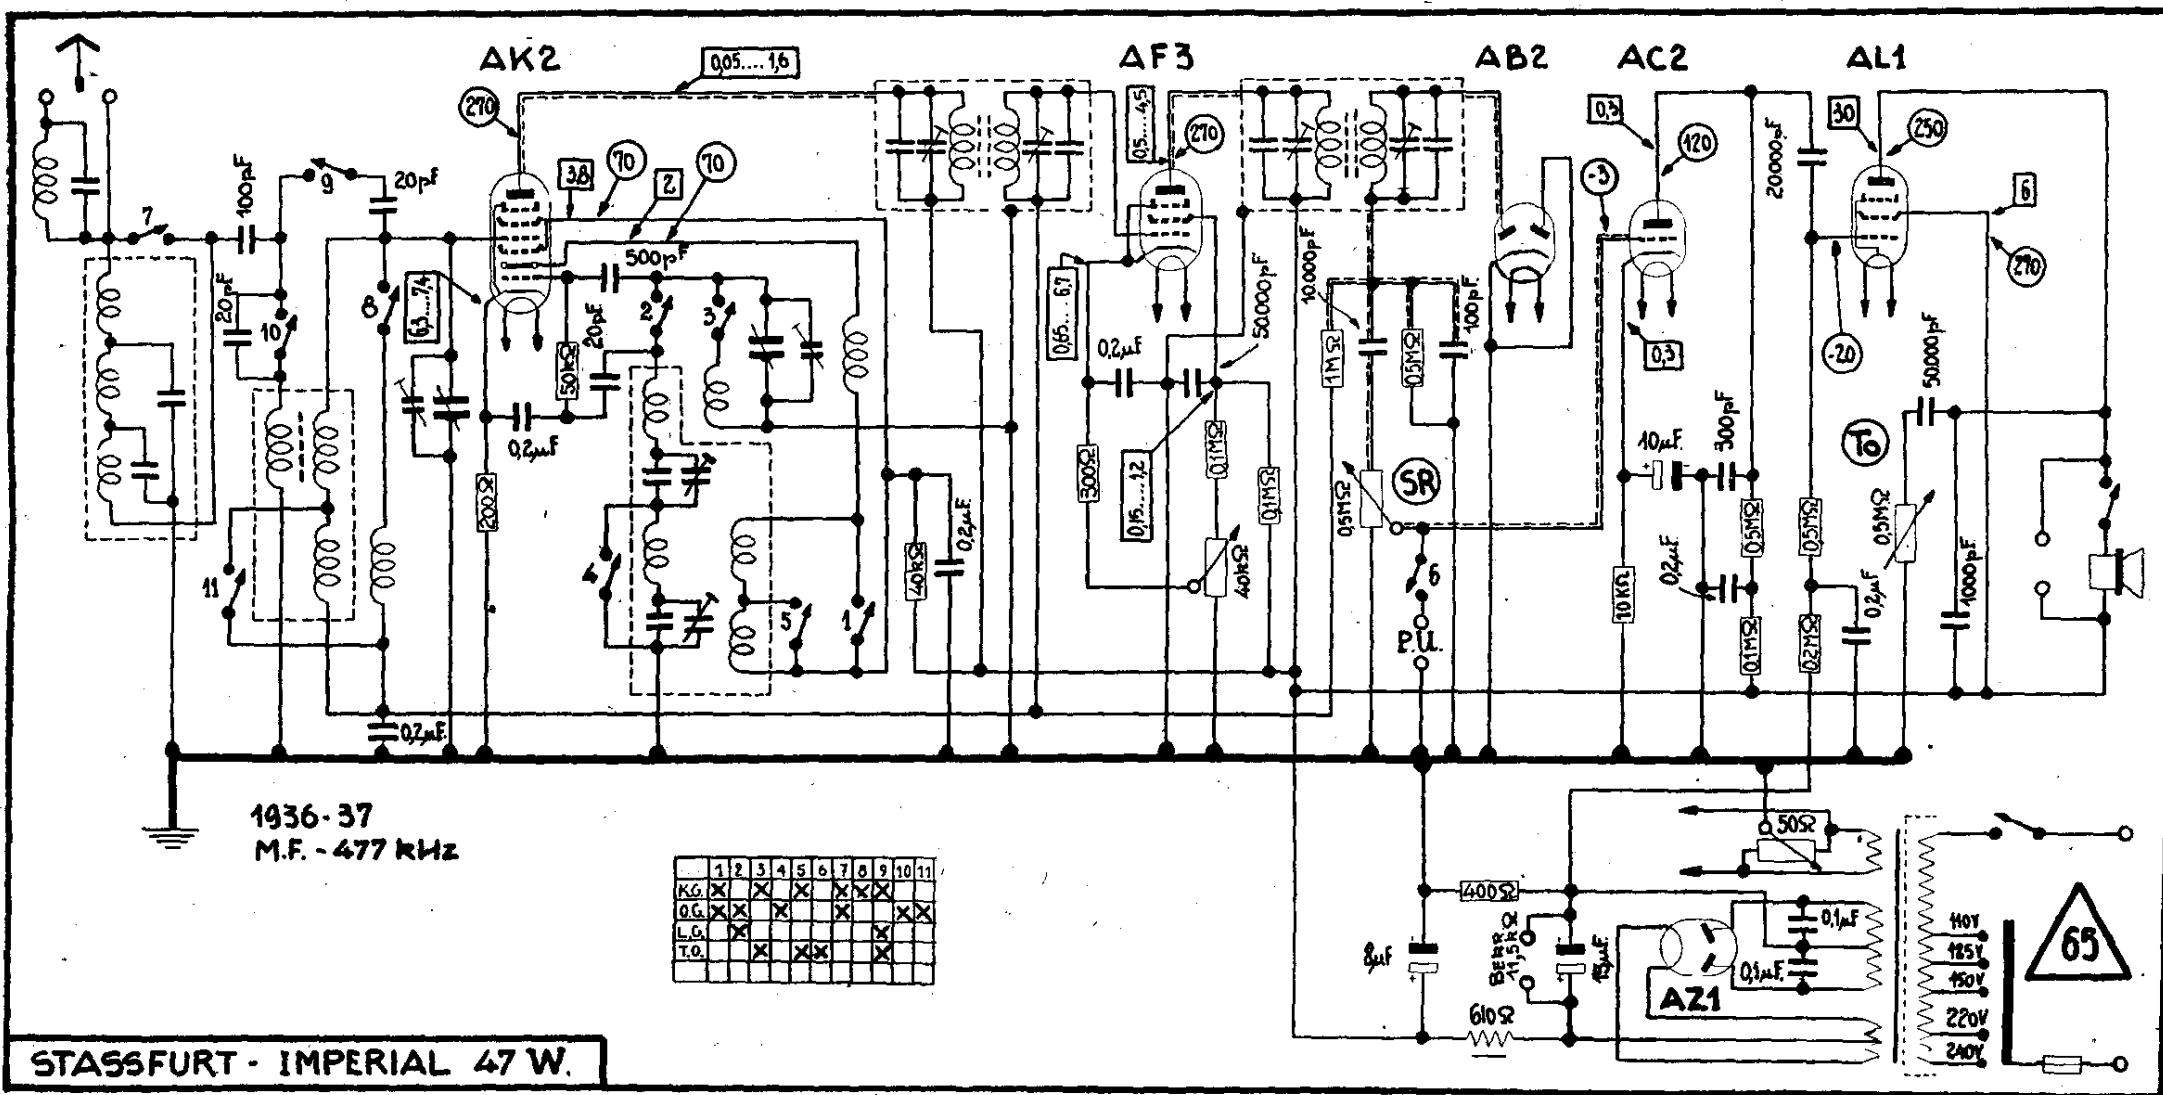 AK2
AF3
AB2
AC2
AL1
0,05....1,6
270
38
70
2
70
0,5....4,5
270
0,3
120
20000pF
30
250
-3
6
270
7
100pF
9
20pF
500pF
20pF
10
8
6,3....7,4
2
3
50kΩ
20pF
0,2µF
200Ω
0,65...6,7
0,2µF
50.000pF
10.000pF
1MΩ
0,5MΩ
100pF
0,3
-20
50.000pF
300Ω
0,15....1,2
0,1MΩ
0,1MΩ
40kΩ
0,5MΩ
SR
10µF
300pF
To
0,5MΩ
0,5MΩ
0,5MΩ
11
4
5
1
40kΩ
0,2µF
6
P.U.
10KΩ
0,2µF
0,1MΩ
0,2MΩ
0,2µF
1000pF
0,2µF
1936-37
M.F. - 477 kHz
1 2 3 4 5 6 7 8 9 10 11
K.G. X X X X X X
O.G. X X X X X X
L.G. X X
T.O. X X X X
50Ω
400Ω
8µF
15µF
610Ω
0,1µF
0,1µF
AZ1
110V
125V
150V
220V
240V
65
STASSFURT - IMPERIAL 47 W.